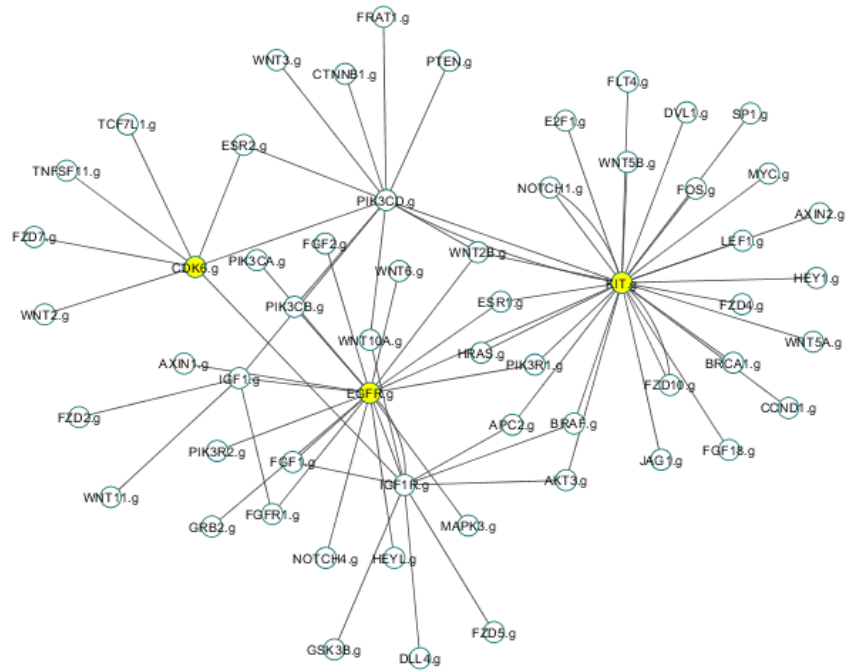 FRAT1.g
WNT3.g
CTNNB1.g
PTEN.g
FLT4.g
TCF7L1.g
ESR2.g
E2F1.g
DVL1.g
SP1.g
TNFSF11.g
WNT5B.g
MYC.g
NOTCH1.g
FOS.g
PIK3CD.g
AXIN2.g
FZD7.g
CDK6.g
PIK3CA.g
FGF2.g
WNT2B.g
LEF1.g
WNT6.g
KIT.g
HEY1.g
WNT2.g
PIK3CB.g
ESR1.g
FZD4.g
WNT10A.g
HRAS.g
PIK3R1.g
WNT5A.g
AXIN1.g
IGF1.g
EGFR.g
FZD10.g
BRCA1.g
FZD2.g
APC2.g
BRAF.g
CCND1.g
PIK3R2.g
FGF1.g
JAG1.g
FGF18.g
WNT11.g
IGF1R.g
AKT3.g
GRB2.g
FGFR1.g
MAPK3.g
NOTCH4.g
HEYL.g
GSK3B.g
DLL4.g
FZD5.g